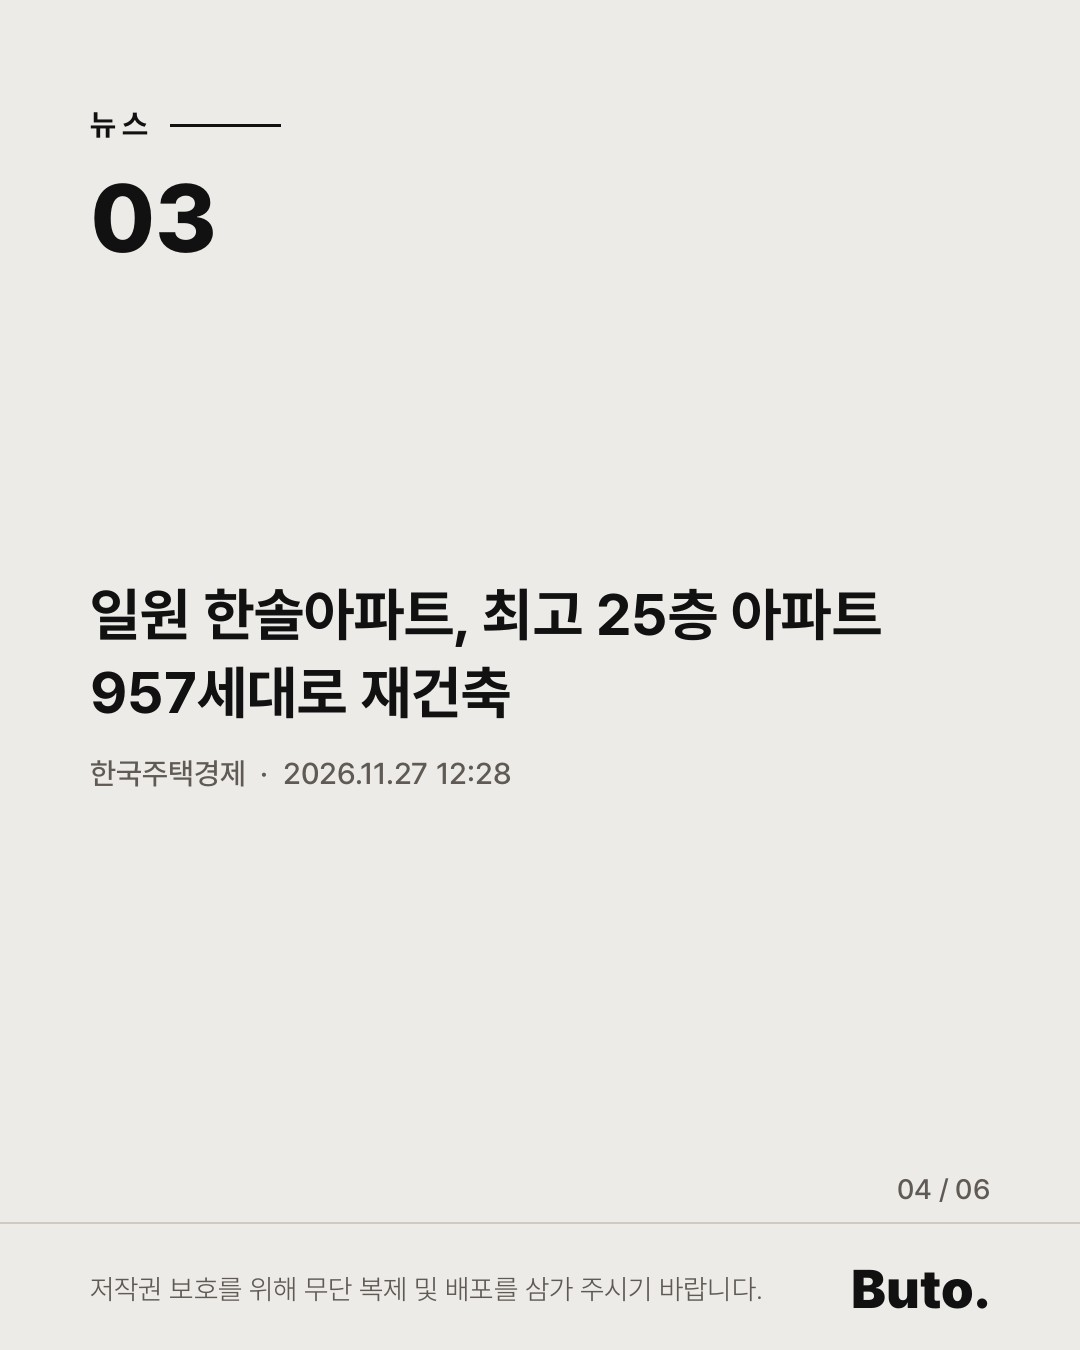 뉴스
03
일원 한솔아파트, 최고 25층 아파트
957세대로 재건축
한국주택경제 · 2026.11.27 12:28
04 / 06
저작권 보호를 위해 무단 복제 및 배포를 삼가 주시기 바랍니다.
Buto.